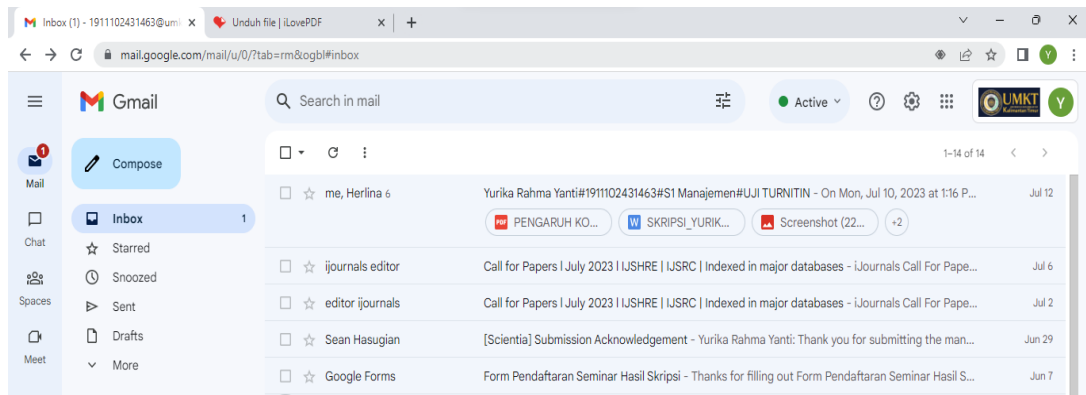 Inbox (1) - 1911102431463@umk
Unduh file | iLovePDF
mail.google.com/mail/u/0/?tab=rm&ogbl#inbox
Y
Gmail
Search in mail
Active
UMKT
Kalimantan Timur
Y
1
Mail
Compose
1–14 of 14
Inbox 1
me, Herlina 6 Yurika Rahma Yanti#1911102431463#S1 Manajemen#UJI TURNITIN - On Mon, Jul 10, 2023 at 1:16 P... Jul 12
PDF PENGARUH KO... W SKRIPSI_YURIK... Screenshot (22... +2
Chat
Starred
ijournals editor Call for Papers l July 2023 l IJSHRE | IJSRC | Indexed in major databases - iJournals Call For Pape... Jul 6
Snoozed
Spaces
Sent
editor ijournals Call for Papers l July 2023 l IJSHRE | IJSRC | Indexed in major databases - iJournals Call For Pape... Jul 2
Drafts
Sean Hasugian [Scientia] Submission Acknowledgement - Yurika Rahma Yanti: Thank you for submitting the man... Jun 29
Meet
More
Google Forms Form Pendaftaran Seminar Hasil Skripsi - Thanks for filling out Form Pendaftaran Seminar Hasil S... Jun 7